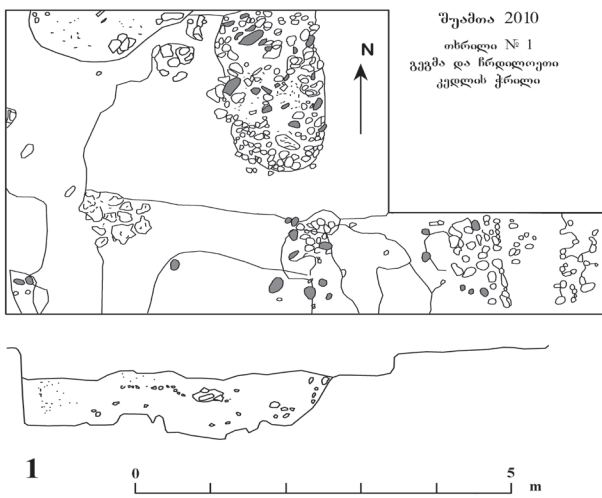 შუამთა 2010
თხრილი № 1
გეგმა და ჩრდილოეთი
კედლის ჭრილი
N
1
0 5 m